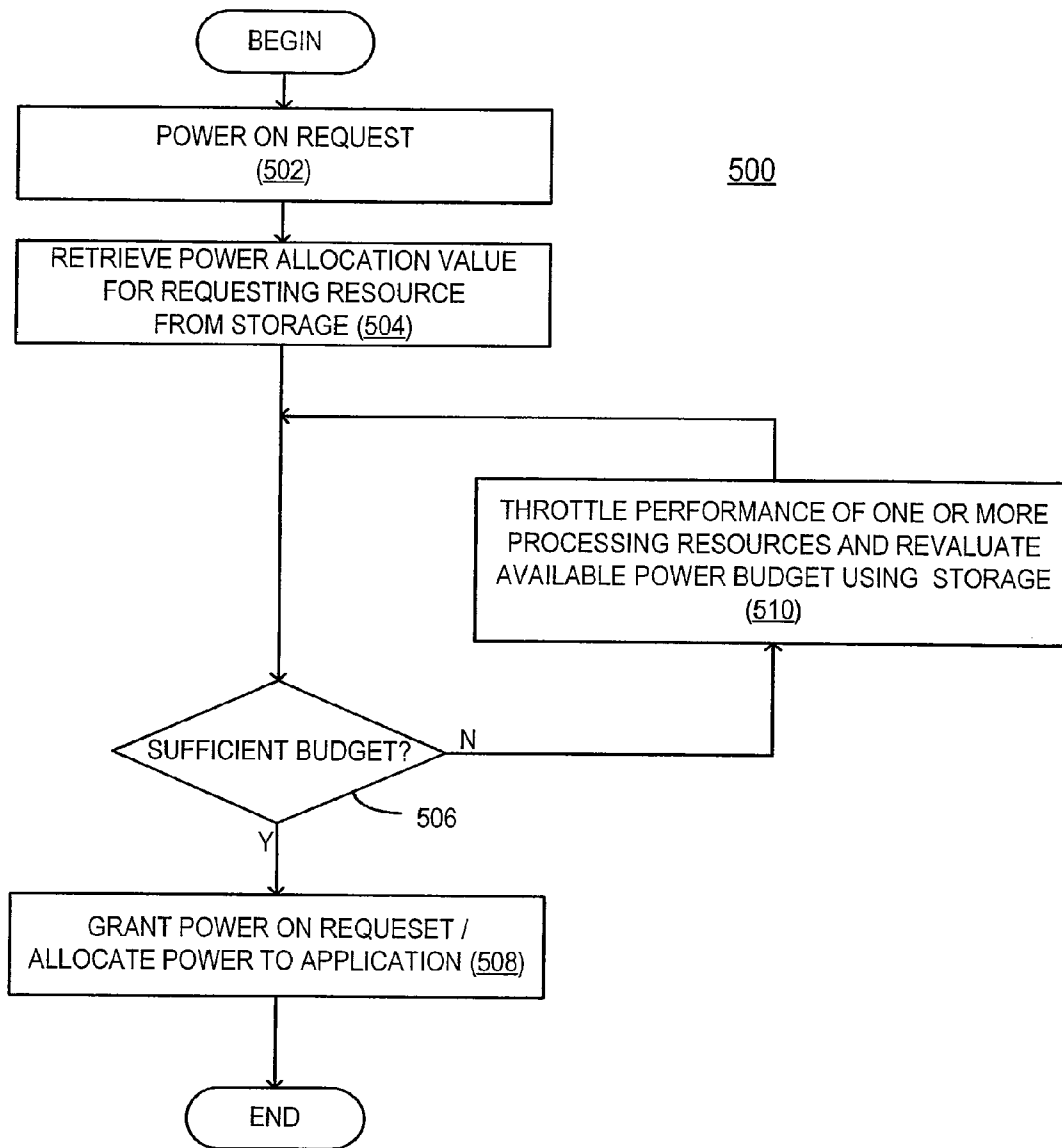 BEGIN
POWER ON REQUEST
(502)
500
RETRIEVE POWER ALLOCATION VALUE
FOR REQUESTING RESOURCE
FROM STORAGE (504)
THROTTLE PERFORMANCE OF ONE OR MORE
PROCESSING RESOURCES AND REVALUATE
AVAILABLE POWER BUDGET USING STORAGE
(510)
SUFFICIENT BUDGET?
N
506
Y
GRANT POWER ON REQUESET /
ALLOCATE POWER TO APPLICATION (508)
END